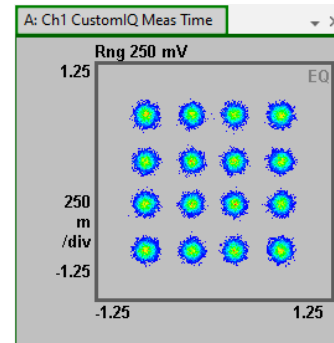 A: Ch1 CustomIQ Meas Time
Rng 250 mV
1.25
EQ
250
m
/div
-1.25
-1.25
1.25